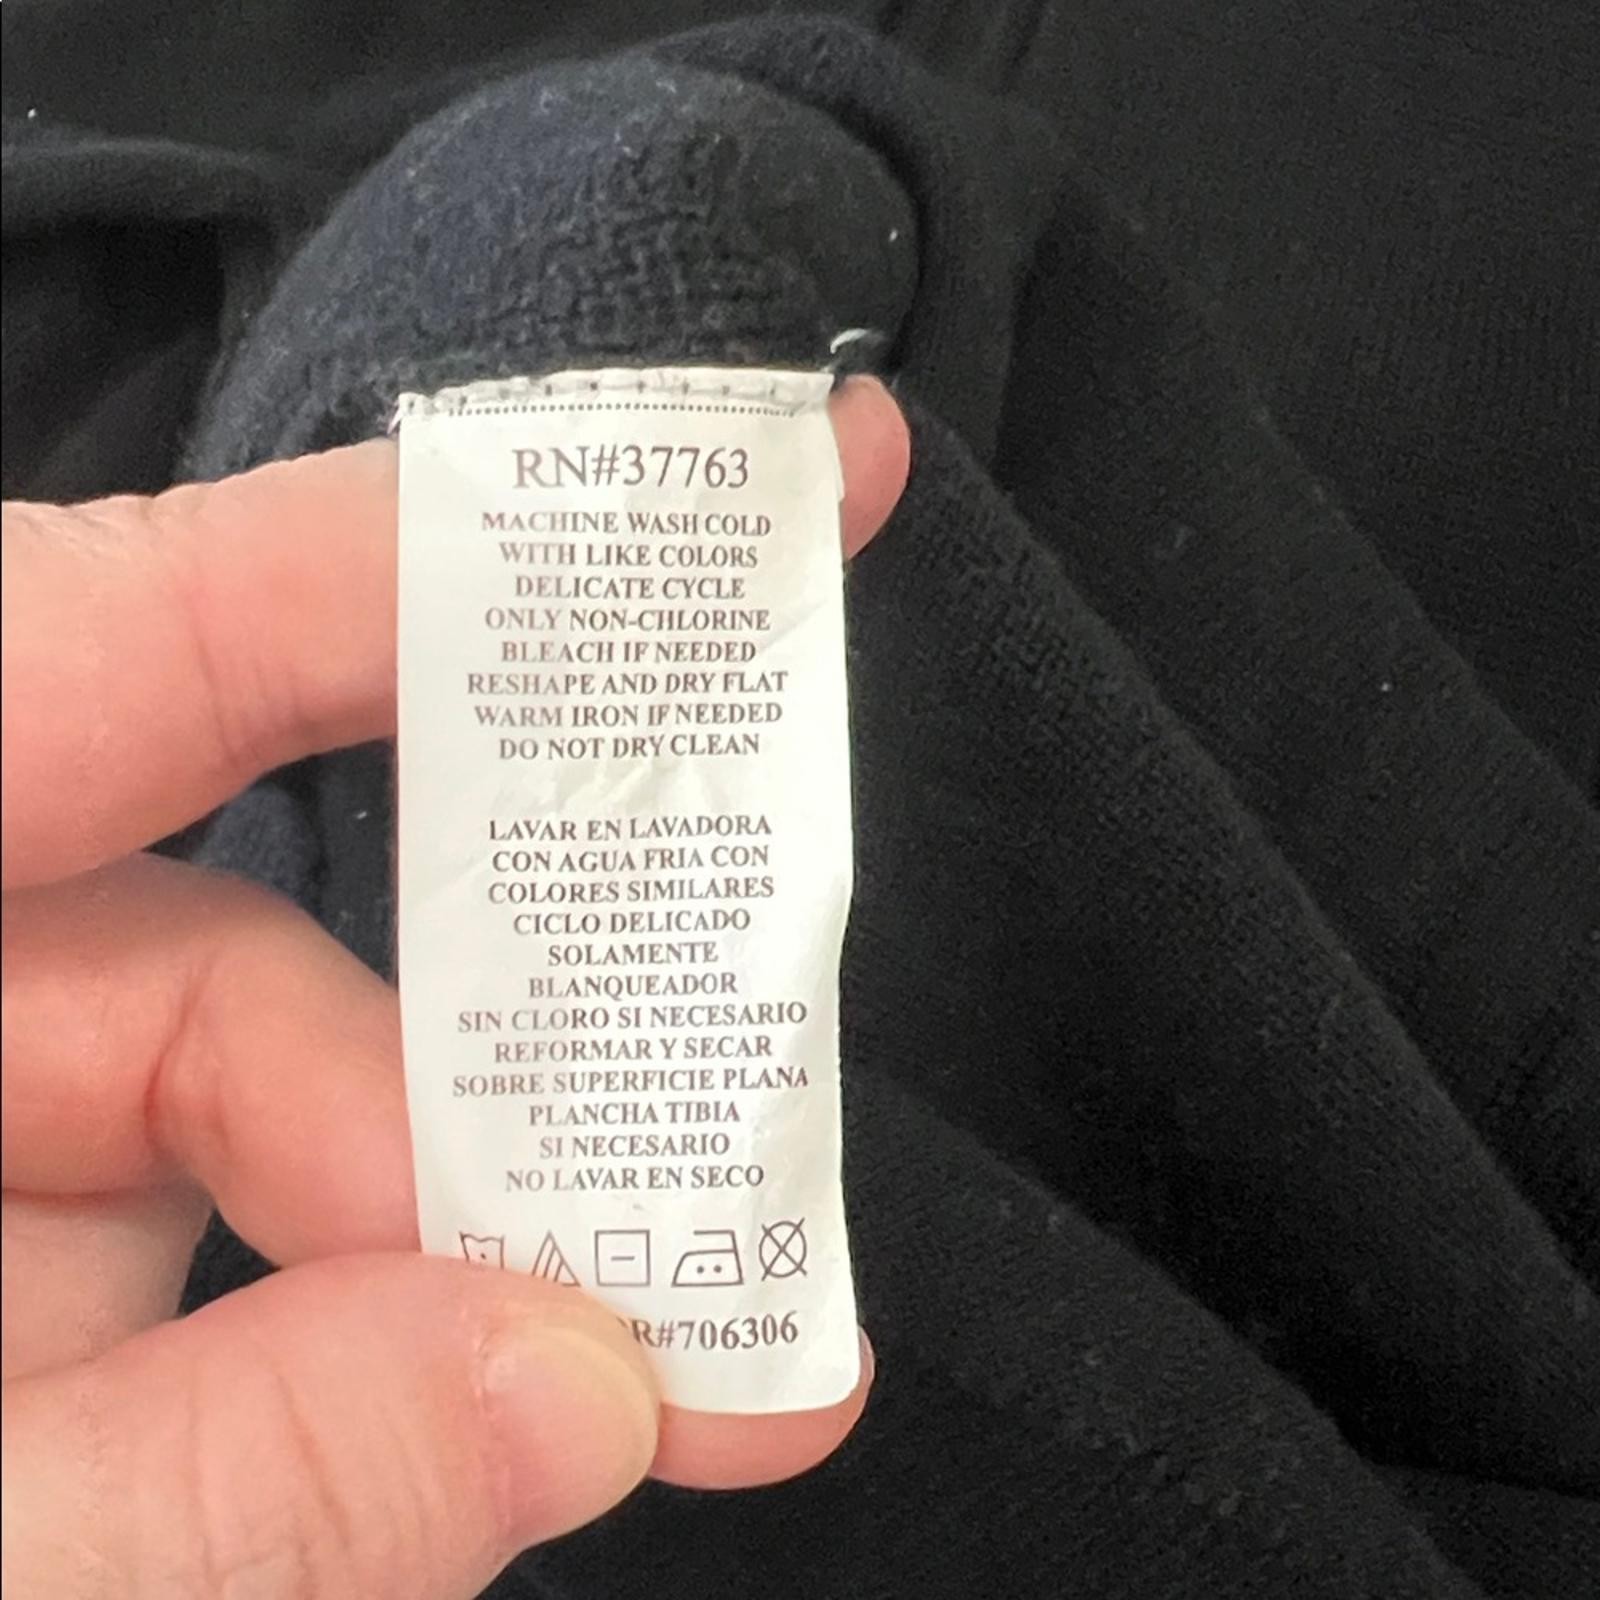 RN#37763
MACHINE WASH COLD
WITH LIKE COLORS
DELICATE CYCLE
ONLY NON-CHLORINE
BLEACH IF NEEDED
RESHAPE AND DRY FLAT
WARM IRON IF NEEDED
DO NOT DRY CLEAN
LAVAR EN LAVADORA
CON AGUA FRIA CON
COLORES SIMILARES
CICLO DELICADO
SOLAMENTE
BLANQUEADOR
SIN CLORO SI NECESARIO
REFORMAR Y SECAR
SOBRE SUPERFICIE PLANA
PLANCHA TIBIA
SI NECESARIO
NO LAVAR EN SECO
R#706306